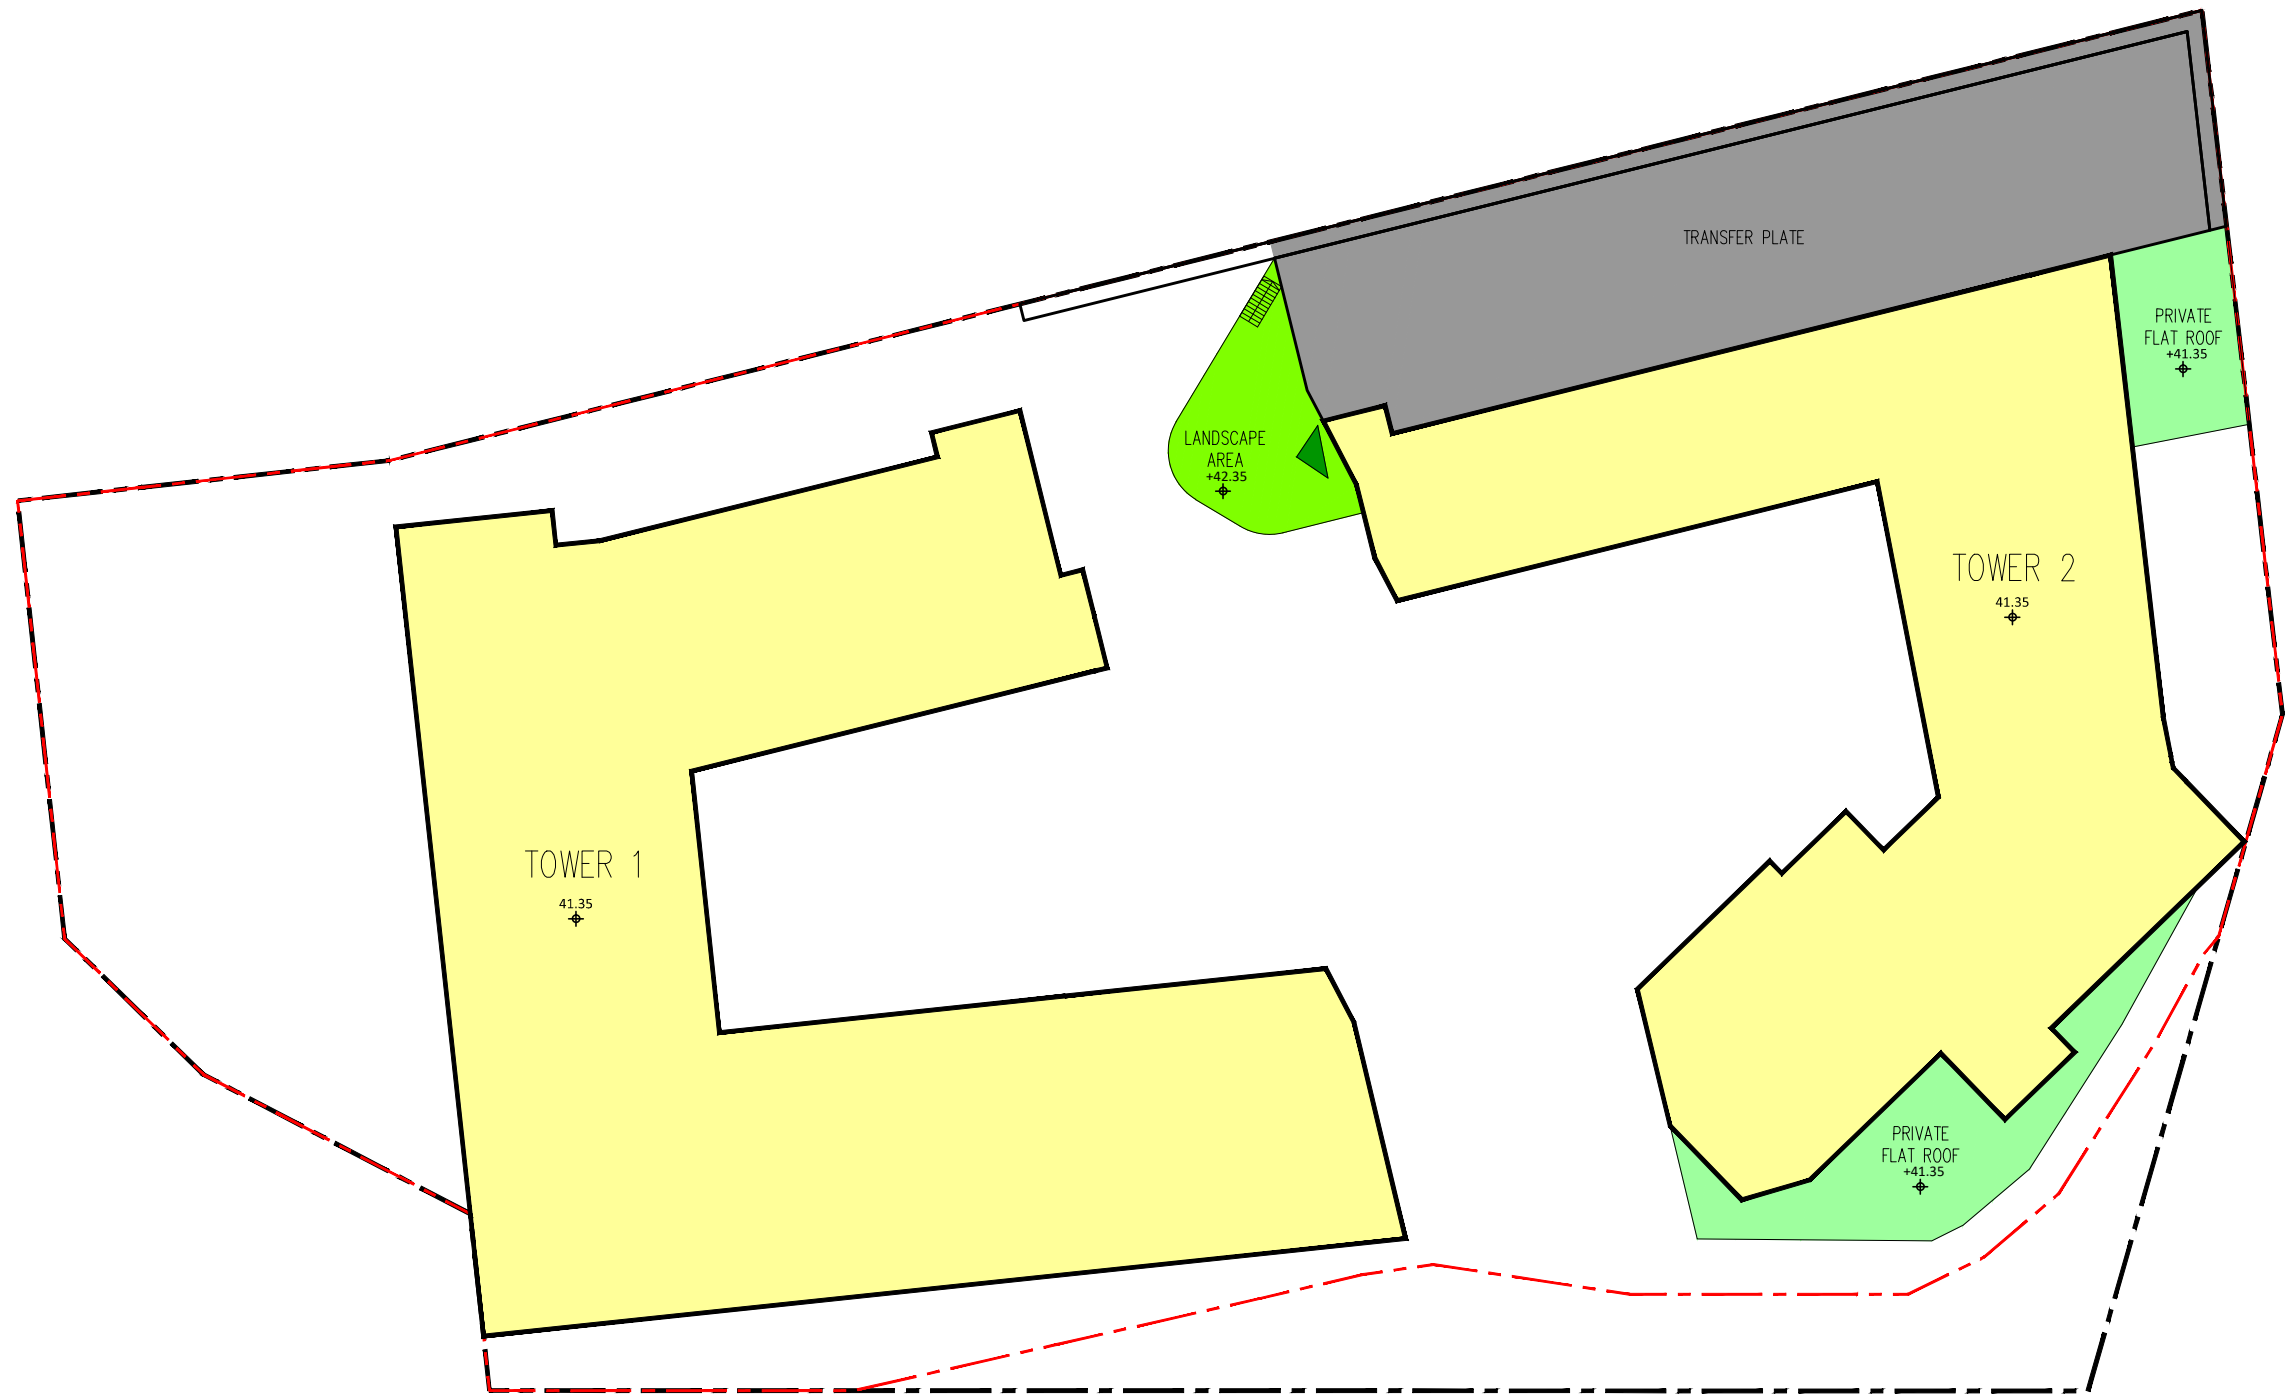 TRANSFER PLATE
PRIVATE
FLAT ROOF
+41.35
LANDSCAPE
AREA
+42.35
TOWER 2
41.35
TOWER 1
41.35
PRIVATE
FLAT ROOF
+41.35